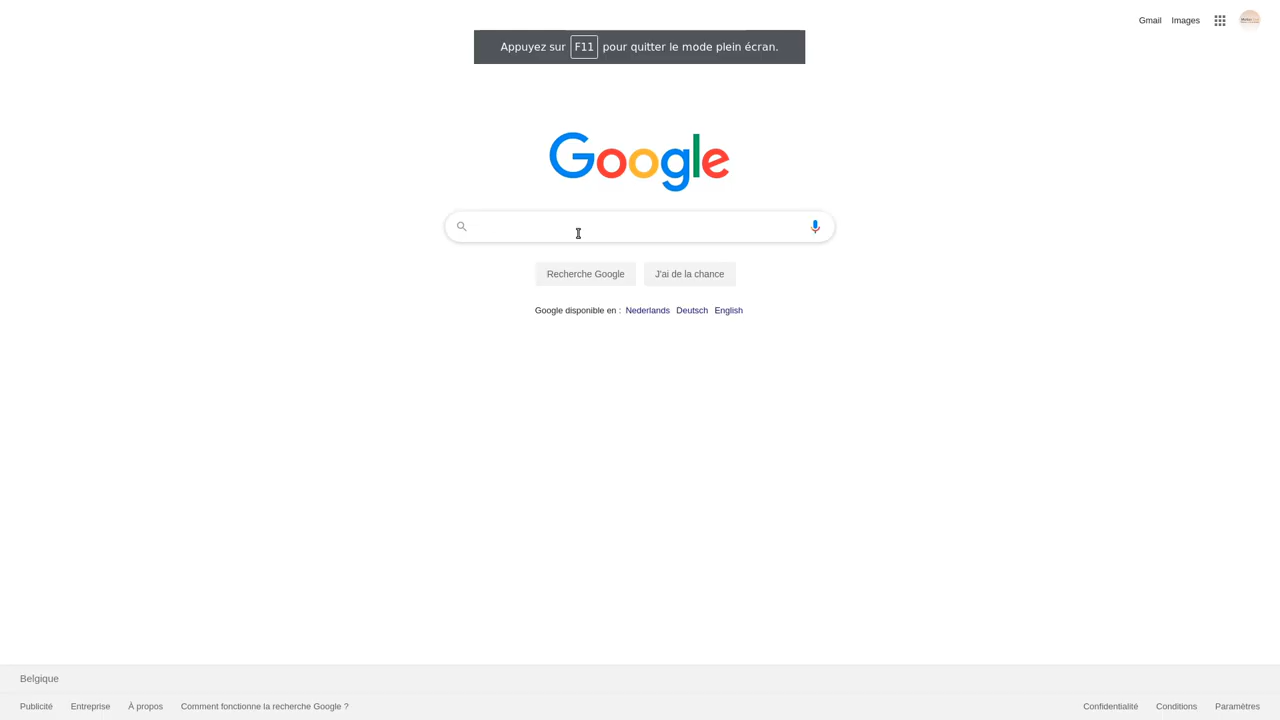 Gmail Images
Appuyez sur F11 pour quitter le mode plein écran.
Google
Recherche Google J'ai de la chance
Google disponible en : Nederlands Deutsch English
Belgique
Publicité Entreprise À propos Comment fonctionne la recherche Google ? Confidentialité Conditions Paramètres